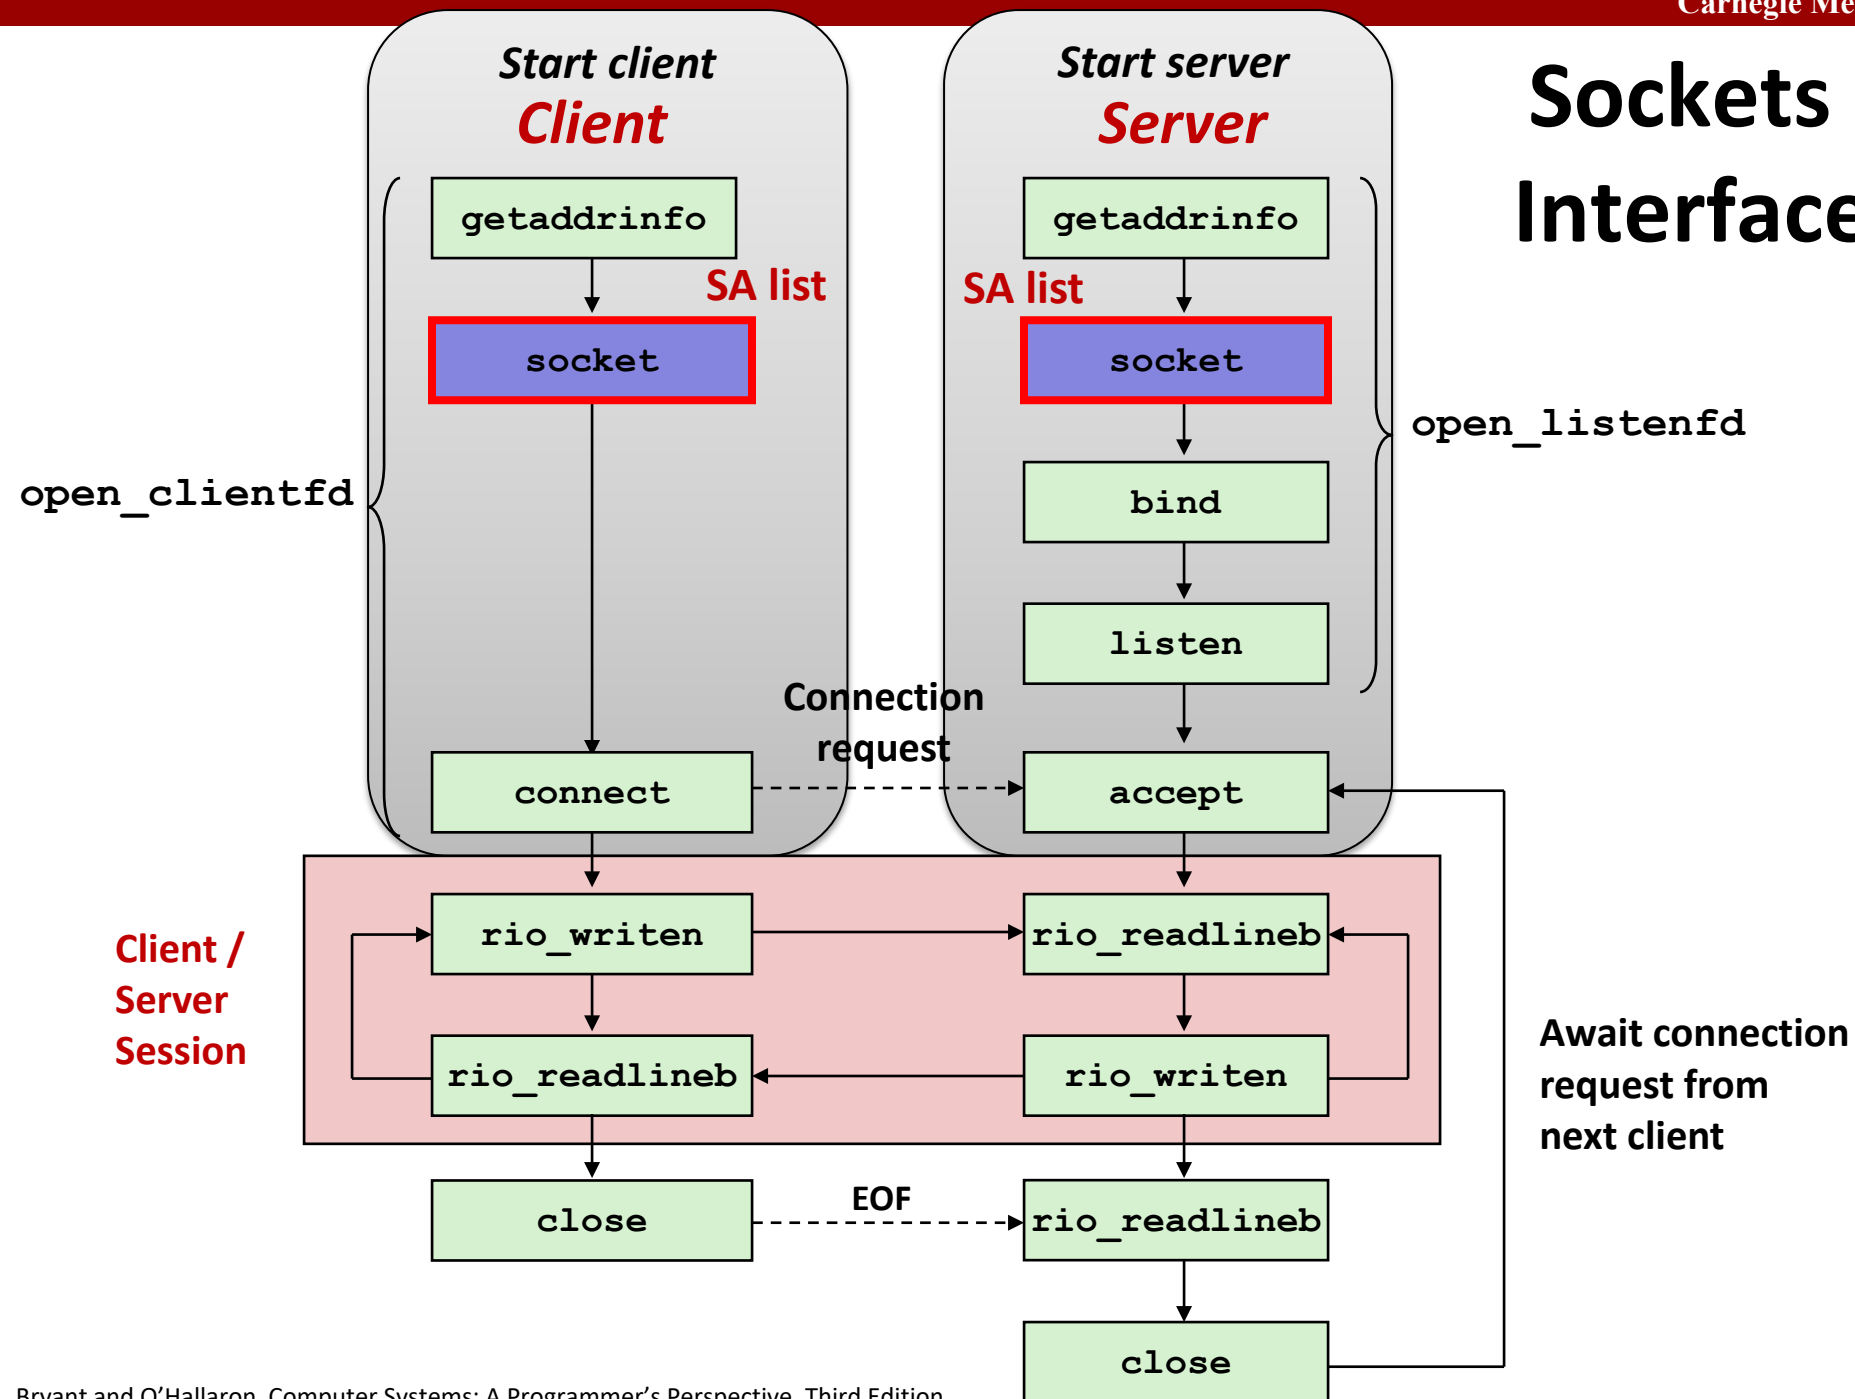 Carnegie Me
Sockets
Interface
Start client
Client
Start server
Server
getaddrinfo
getaddrinfo
SA list
SA list
socket
socket
open_listenfd
open_clientfd
bind
listen
Connection
request
connect
accept
Client /
Server
Session
rio_writen
rio_readlineb
rio_readlineb
rio_writen
Await connection
request from
next client
close
EOF
rio_readlineb
close
Bryant and O'Hallaron, Computer Systems: A Programmer's Perspective, Third Edition